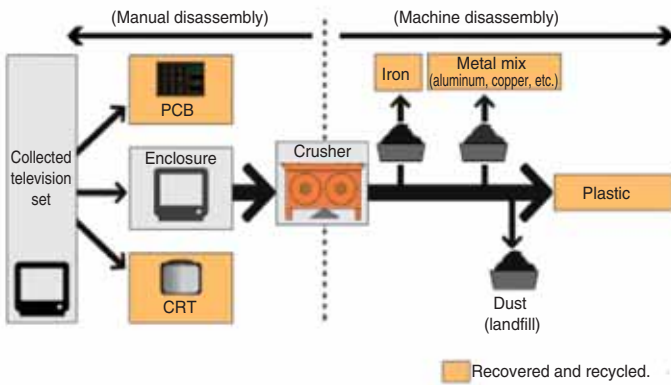 (Manual disassembly)
(Machine disassembly)
Collected
television
set
PCB
Enclosure
CRT
Crusher
Iron
Metal mix
(aluminum, copper, etc.)
Plastic
Dust
(landfill)
Recovered and recycled.